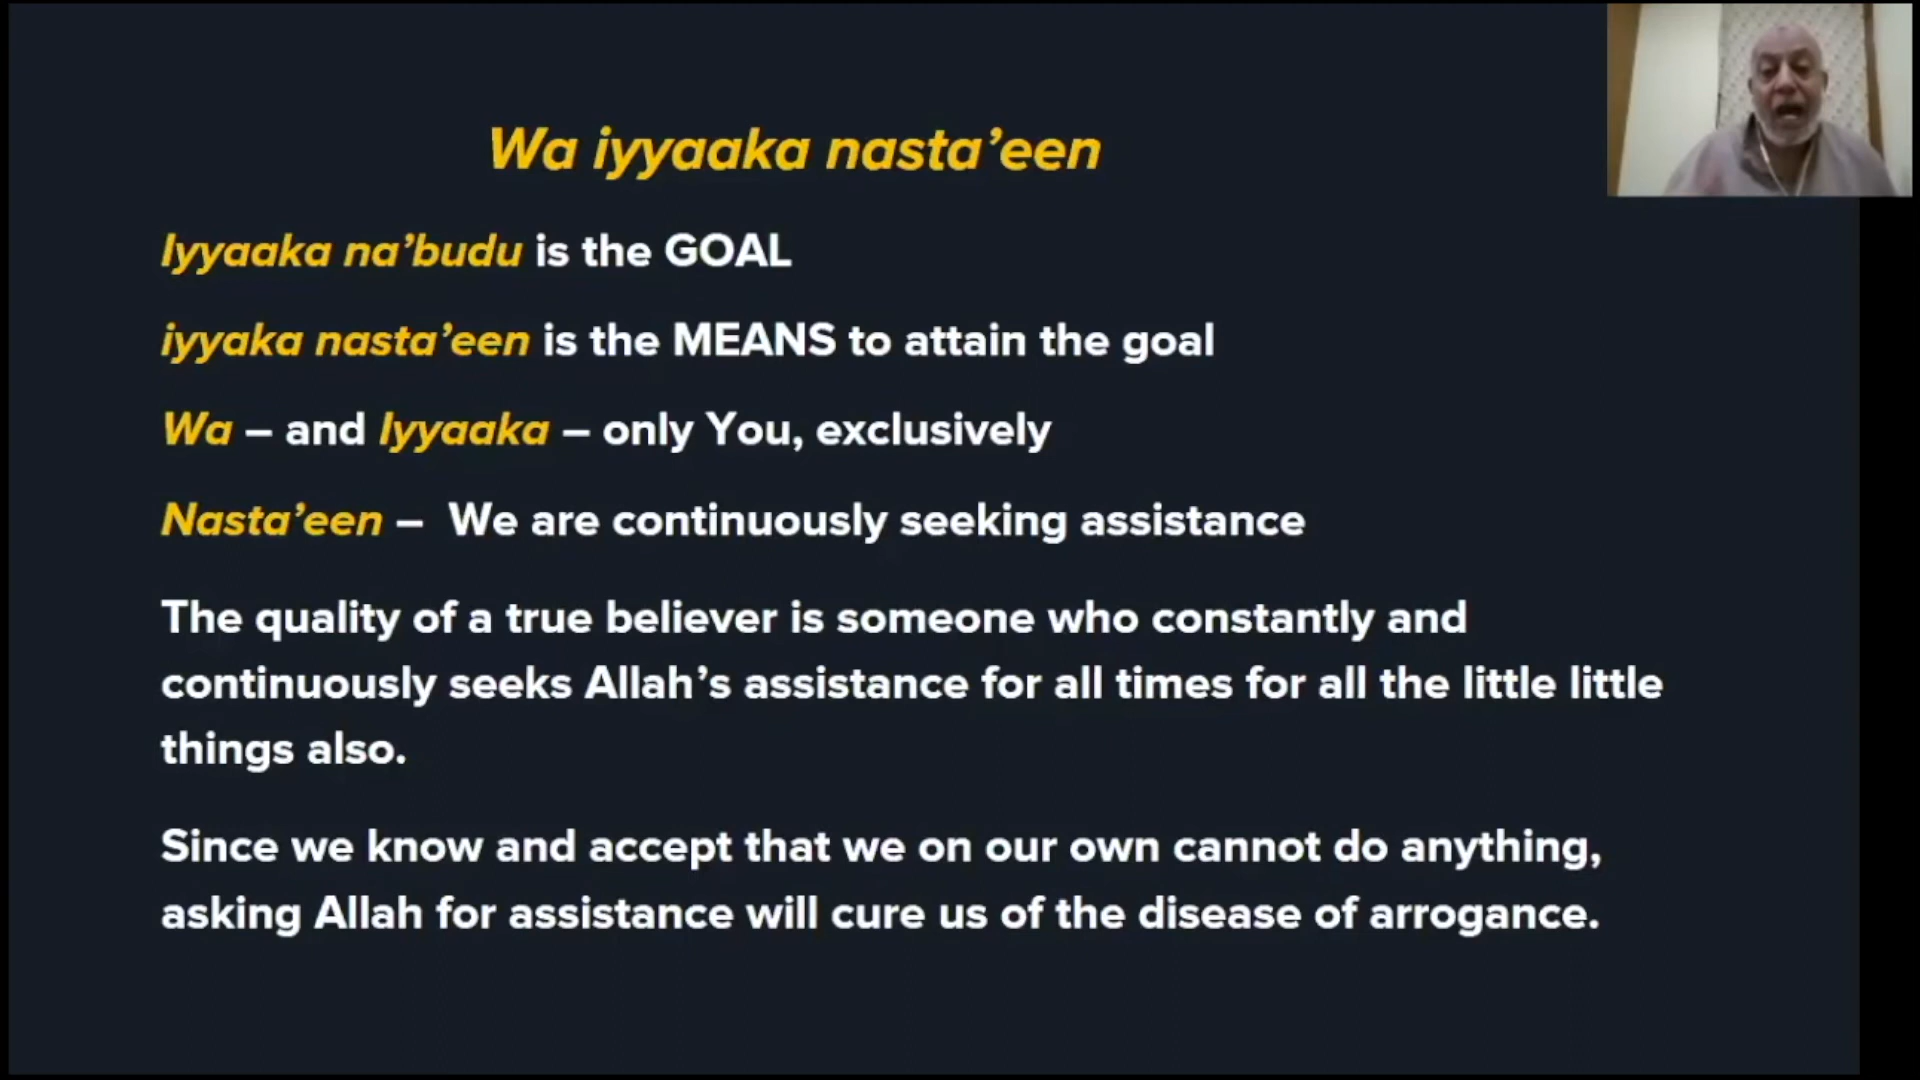 Wa iyyaaka nasta’een
Iyyaaka na’budu is the GOAL
iyyaka nasta’een is the MEANS to attain the goal
Wa – and Iyyaaka – only You, exclusively
Nasta’een –  We are continuously seeking assistance
The quality of a true believer is someone who constantly and
continuously seeks Allah’s assistance for all times for all the little little
things also.
Since we know and accept that we on our own cannot do anything,
asking Allah for assistance will cure us of the disease of arrogance.